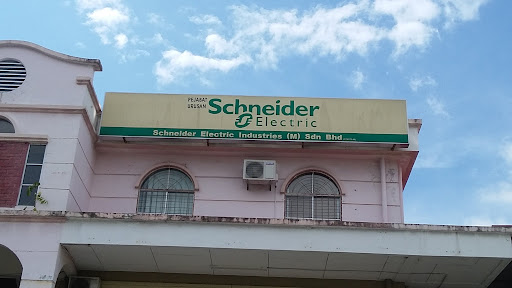 PEJABAT
URUSAN
Schneider
Electric
Schneider Electric Industries (M) Sdn Bhd